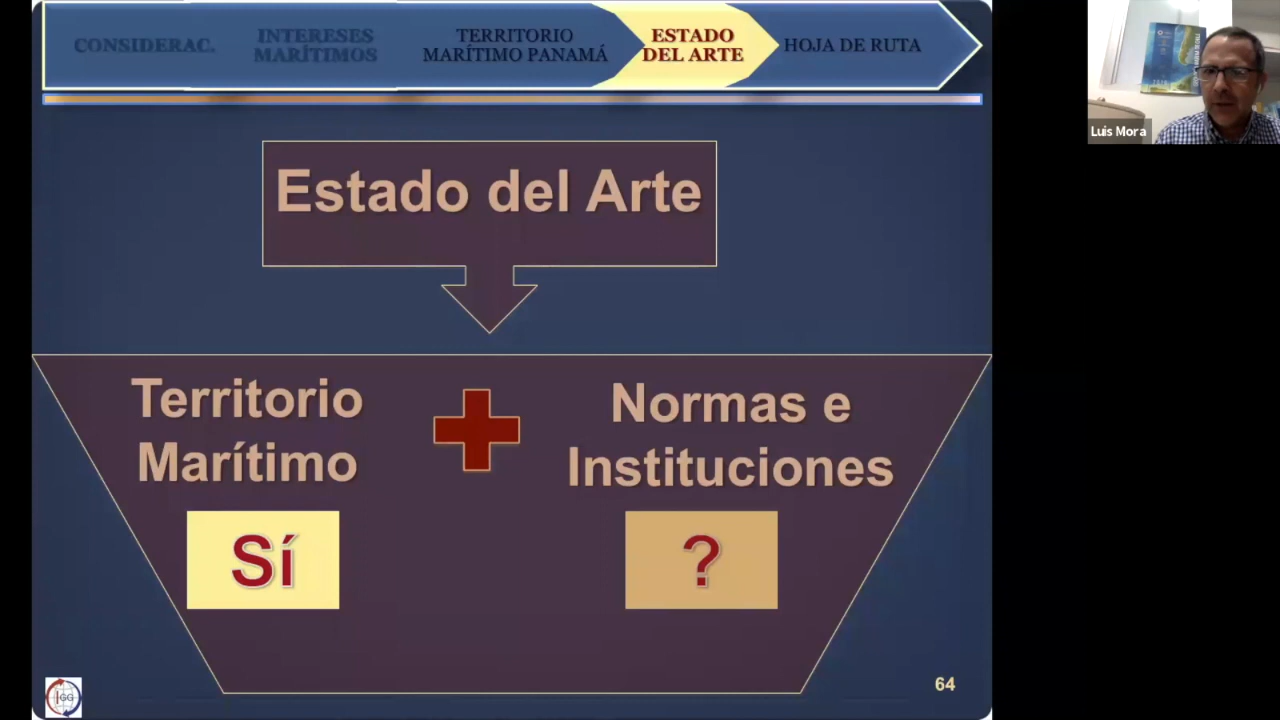 CONSIDERAC.
INTERESES
MARÍTIMOS
TERRITORIO
MARÍTIMO PANAMÁ
ESTADO
DEL ARTE
HOJA DE RUTA
Luis Mora
Estado del Arte
Territorio
Marítimo
Normas e
Instituciones
Sí
?
IGG
64